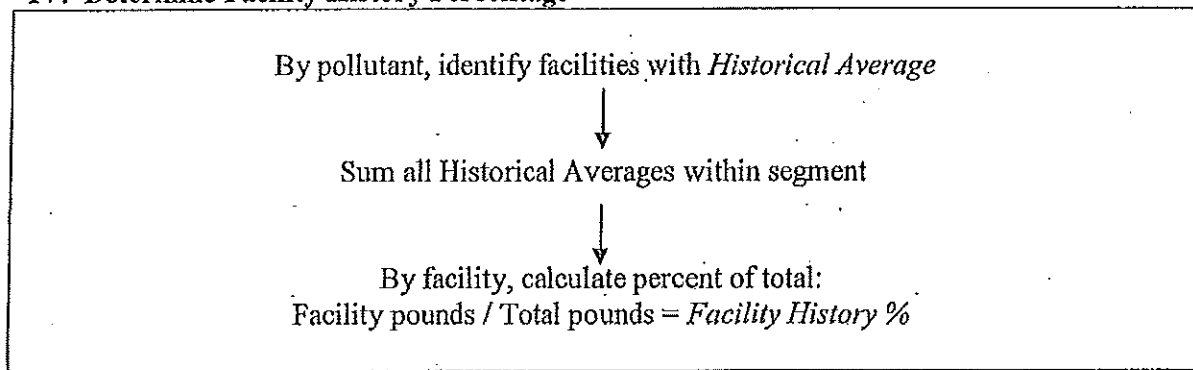 By pollutant, identify facilities with Historical Average
Sum all Historical Averages within segment
By facility, calculate percent of total:
Facility pounds / Total pounds = Facility History %